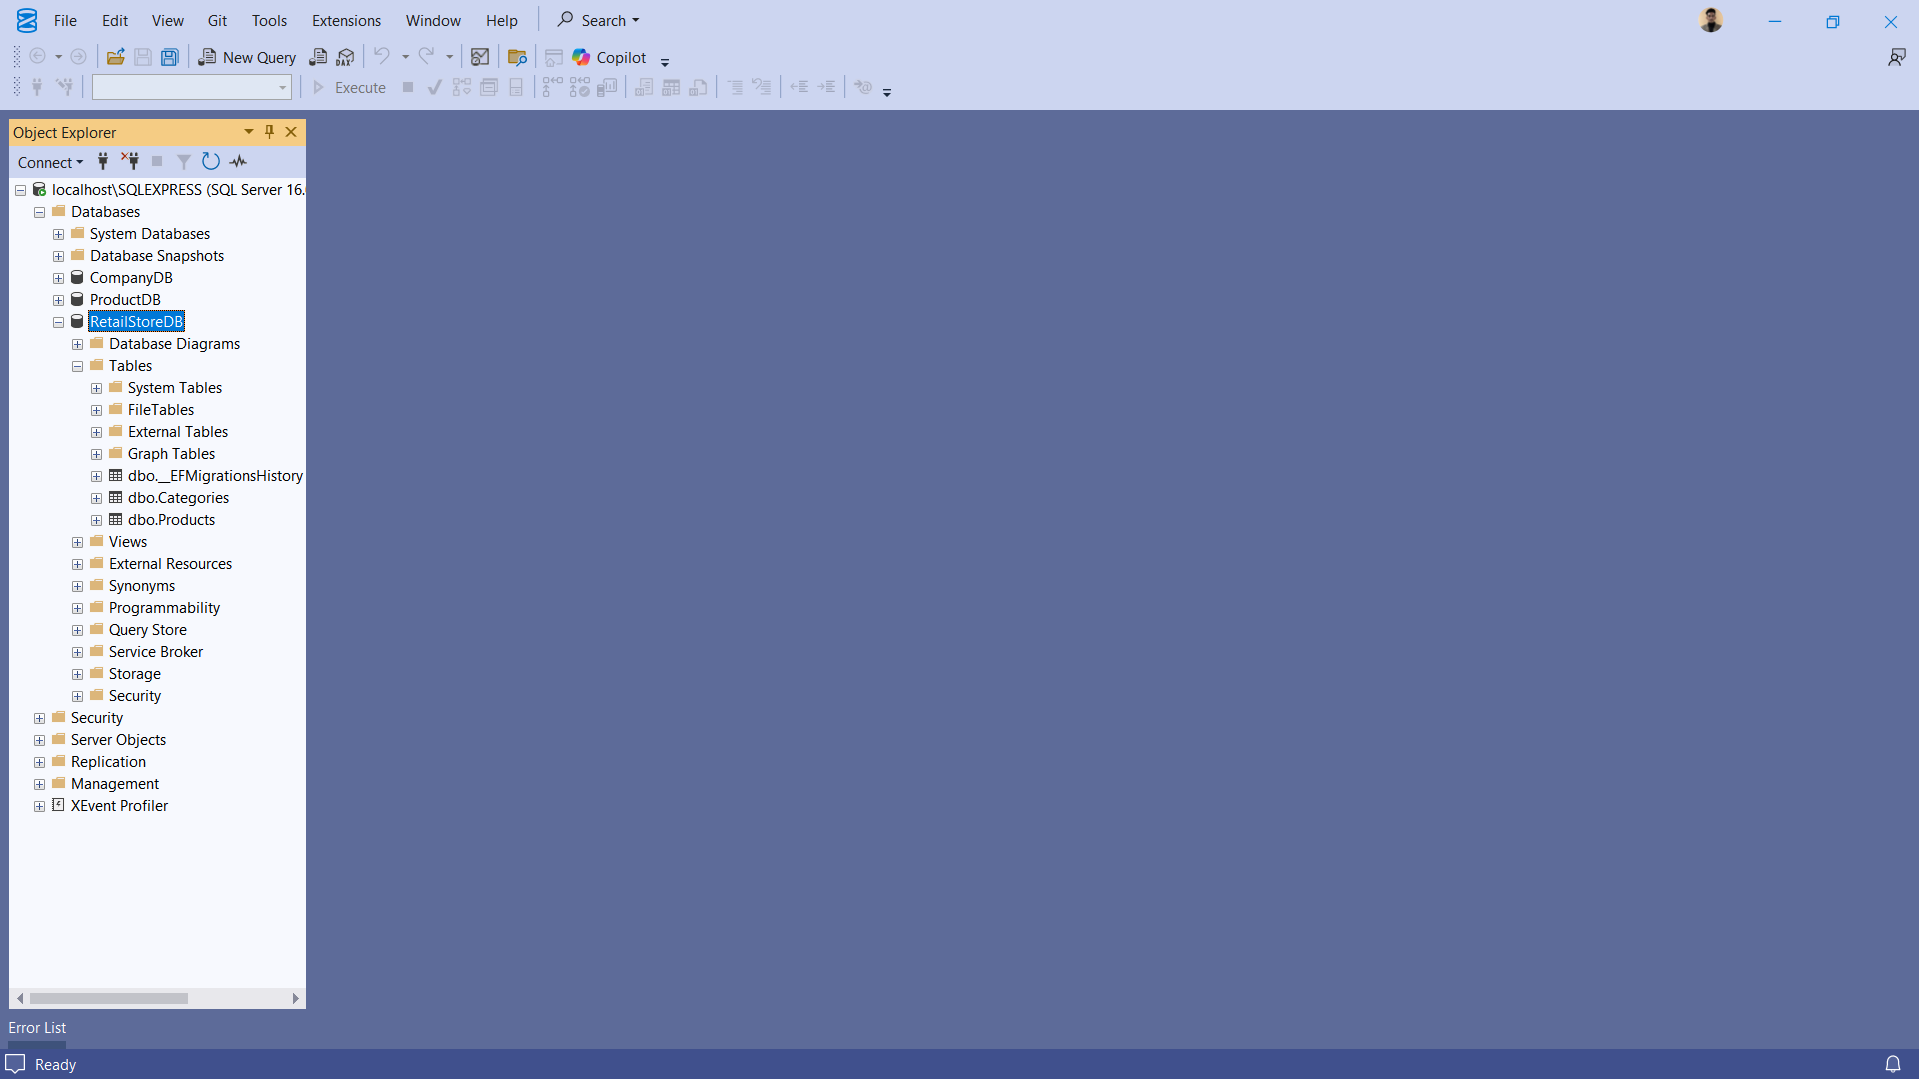 File Edit View Git Tools Extensions Window Help Search
New Query DAX Copilot
Execute
Object Explorer
Connect
localhost\SQLEXPRESS (SQL Server 16.
Databases
System Databases
Database Snapshots
CompanyDB
ProductDB
RetailStoreDB
Database Diagrams
Tables
System Tables
FileTables
External Tables
Graph Tables
dbo.__EFMigrationsHistory
dbo.Categories
dbo.Products
Views
External Resources
Synonyms
Programmability
Query Store
Service Broker
Storage
Security
Security
Server Objects
Replication
Management
XEvent Profiler
Error List
Ready